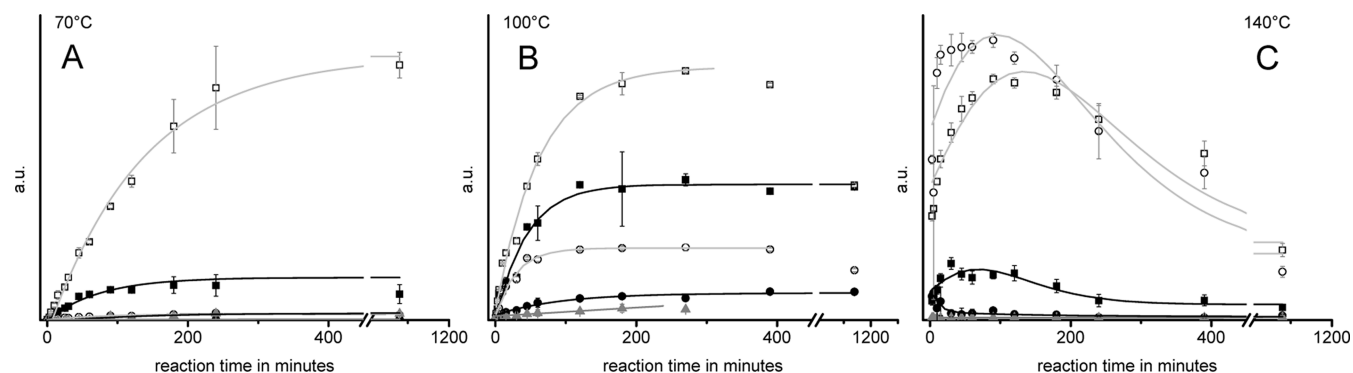 70°C
A
a.u.
0
200
400
1200
reaction time in minutes
100°C
B
a.u.
0
200
400
1200
reaction time in minutes
140°C
C
a.u.
0
200
400
1200
reaction time in minutes